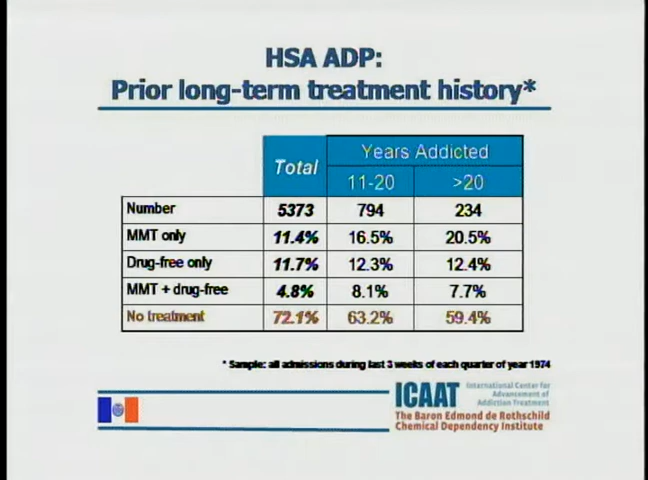 HSA ADP:
Prior long-term treatment history*
Total
Years Addicted
11-20 >20
Number 5373 794 234
MMT only 11.4% 16.5% 20.5%
Drug-free only 11.7% 12.3% 12.4%
MMT + drug-free 4.8% 8.1% 7.7%
No treatment 72.1% 63.2% 59.4%
* Sample: all admissions during last 3 weeks of each quarter of year 1974
ICAAT
International Center for
Advancement of
Addiction Treatment
The Baron Edmond de Rothschild
Chemical Dependency Institute